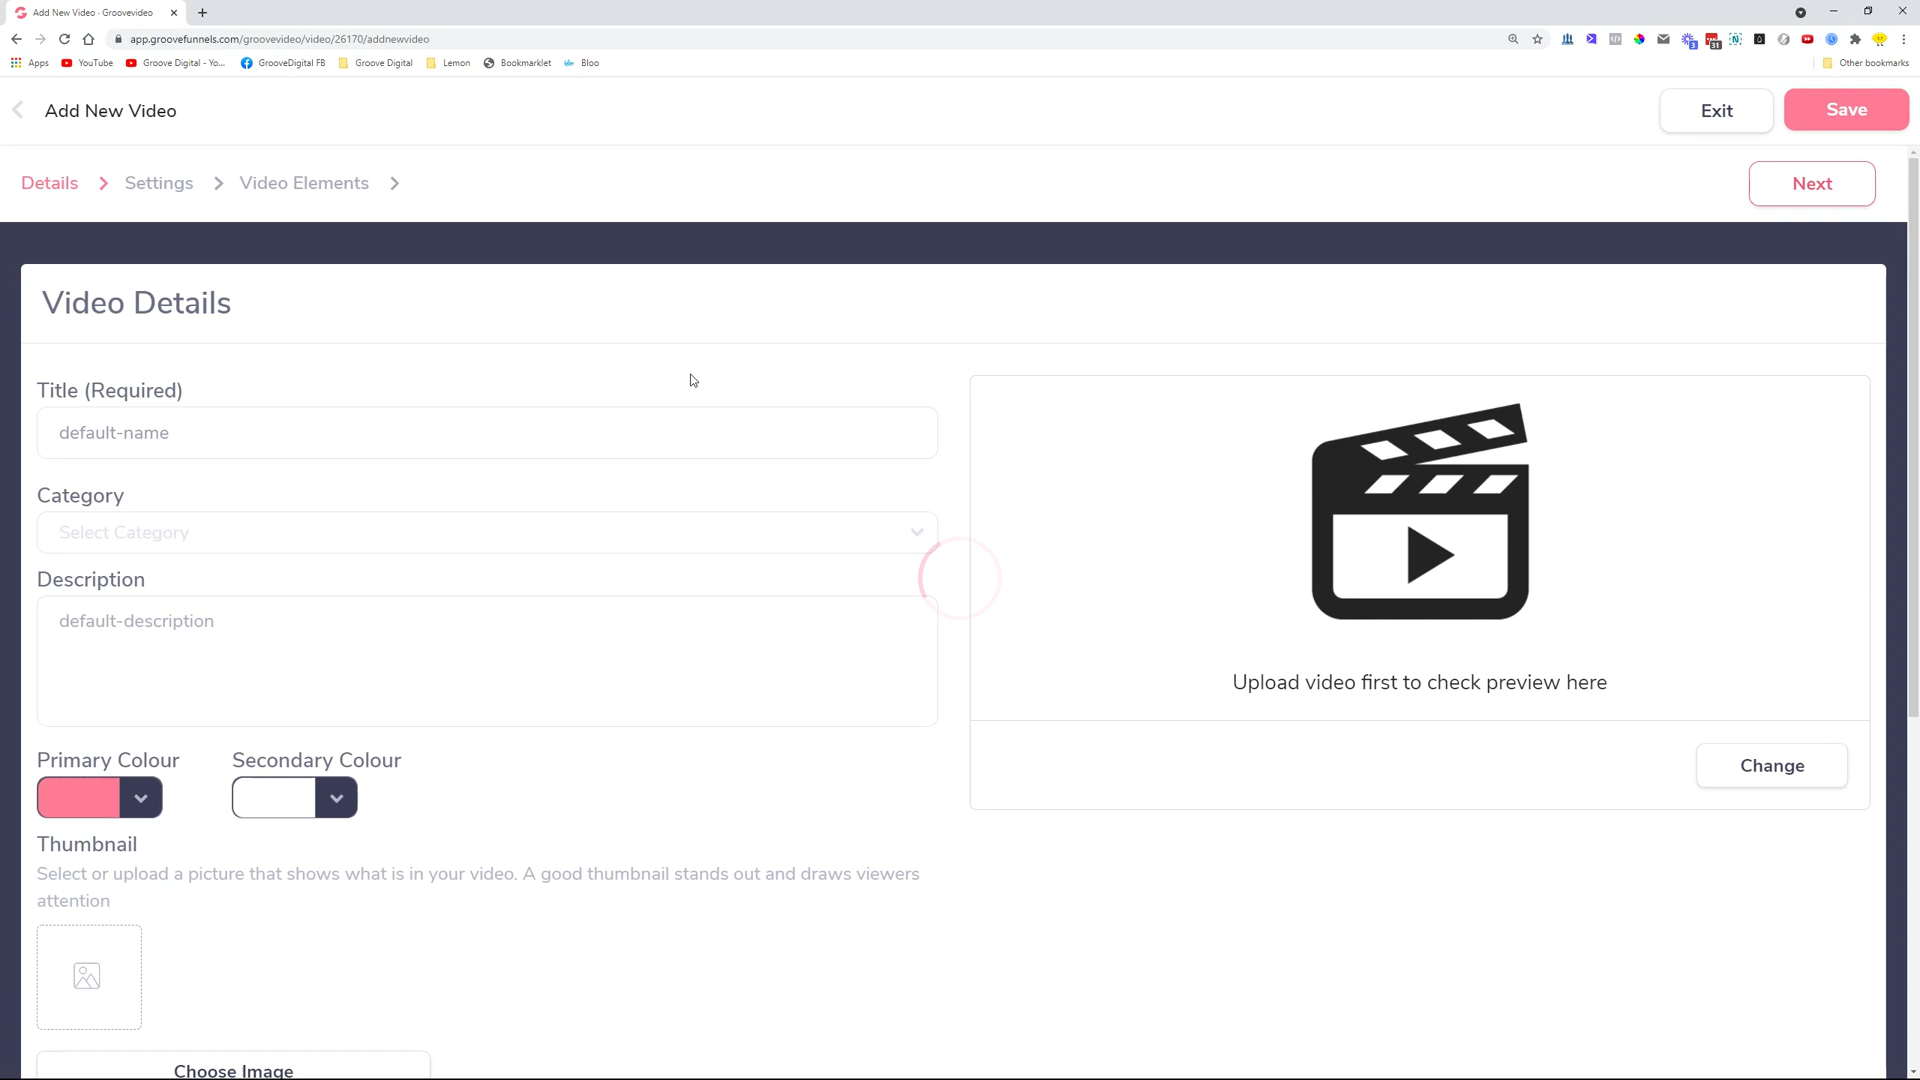 Add New Video - Groovevideo
app.groovefunnels.com/groovevideo/video/26170/addnewvideo
3
31
Apps
YouTube
Groove Digital - Yo...
GrooveDigital FB
Groove Digital
Lemon
Bookmarklet
Bloo
Other bookmarks
Add New Video
Exit
Save
Details
Settings
Video Elements
Next
Video Details
Title (Required)
default-name
Category
Select Category
Description
default-description
Upload video first to check preview here
Primary Colour
Secondary Colour
Change
Thumbnail
Select or upload a picture that shows what is in your video. A good thumbnail stands out and draws viewers
attention
Choose Image